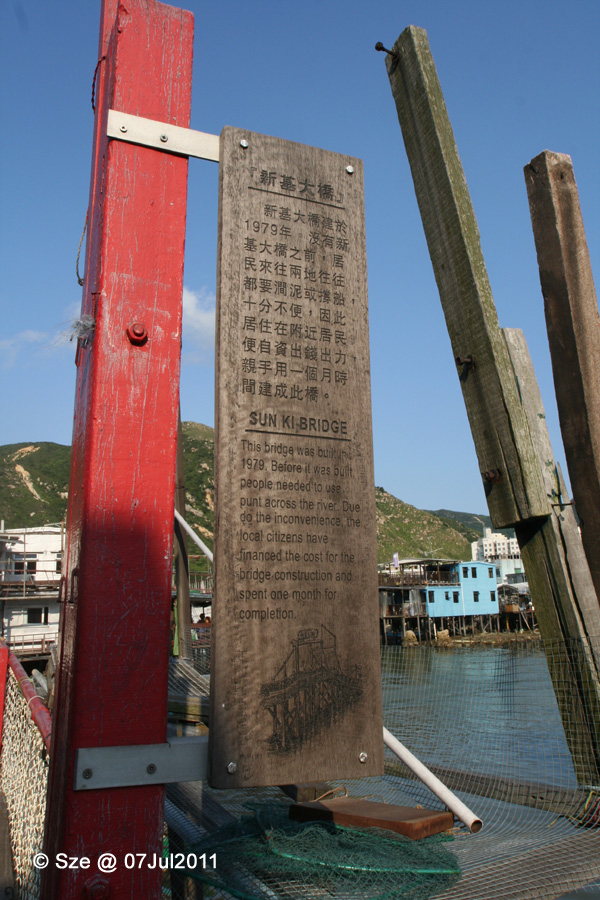 「新基大橋」
新基大橋建於
1979年 沒有新
基大橋之前，居
民來往兩地往往
都要澗泥或撐船
十分不便，因此
居住在附近居民
便自資出錢出力
親手用一個月時
間建成此橋。
SUN KI BRIDGE
This bridge was built in
1979. Before it was built,
people needed to use
punt across the river. Due
do the inconvenience, the
local citizens have
financed the cost for the
bridge construction and
spent one month for
completion.
© Sze @ 07Jul2011